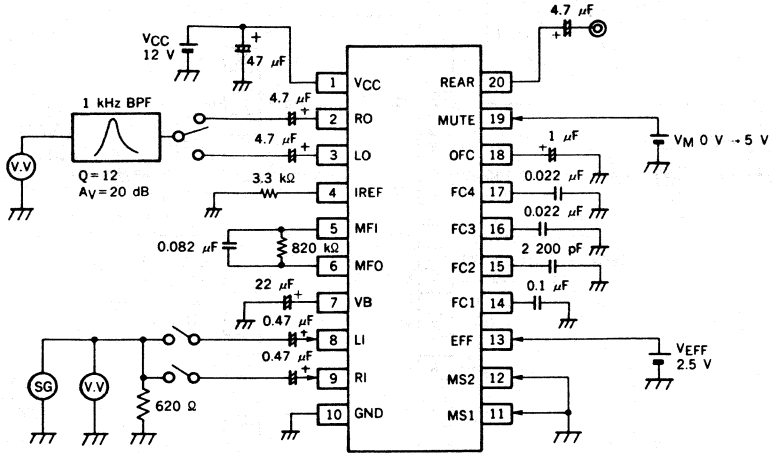 4.7 µF
+
VCC
12 V
+
47 µF
1 VCC
REAR 20
1 kHz BPF
4.7 µF
+
2 RO
MUTE 19
VM 0 V → 5 V
4.7 µF
+
3 LO
OFC 18
1 µF
+
V.V
Q = 12
AV = 20 dB
3.3 kΩ
4 IREF
FC4 17
0.022 µF
5 MFI
FC3 16
0.022 µF
0.082 µF
820 kΩ
6 MFO
FC2 15
2 200 pF
22 µF
+
7 VB
FC1 14
0.1 µF
0.47 µF
+
8 LI
EFF 13
VEFF
2.5 V
0.47 µF
+
9 RI
MS2 12
SG
V.V
620 Ω
10 GND
MS1 11